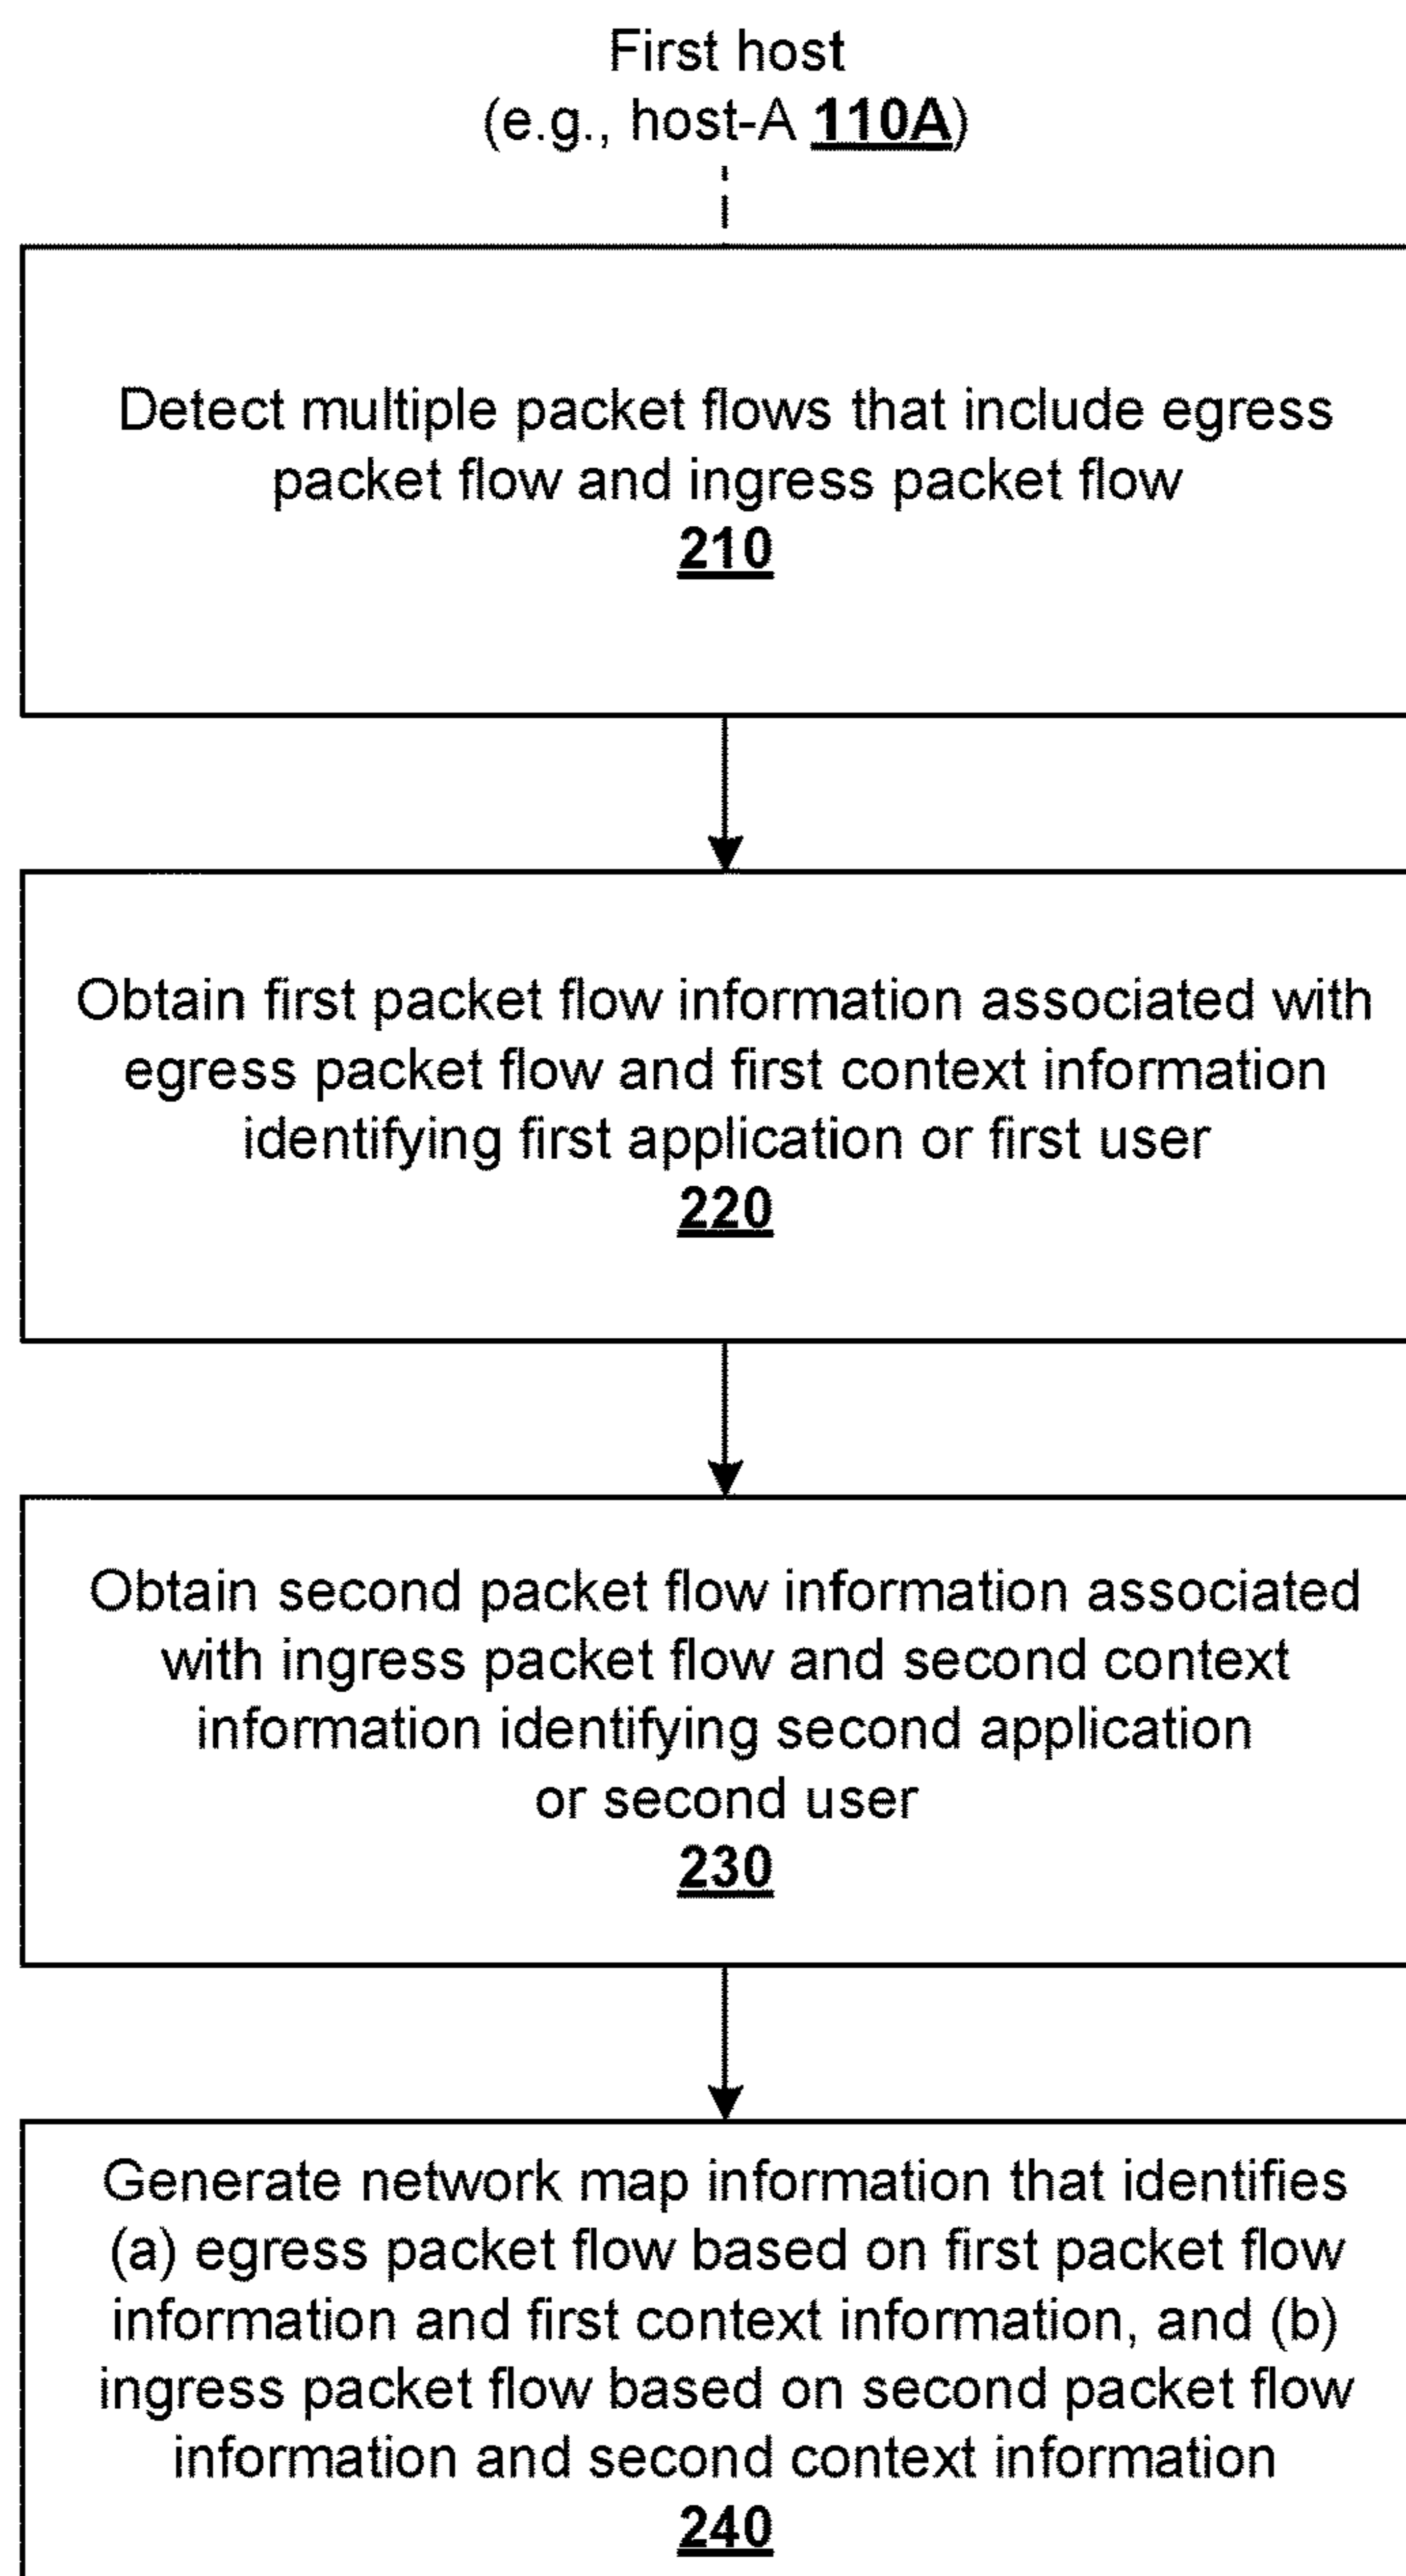 First host
(e.g., host-A 110A)
Detect multiple packet flows that include egress
packet flow and ingress packet flow
210
Obtain first packet flow information associated with
egress packet flow and first context information
identifying first application or first user
220
Obtain second packet flow information associated
with ingress packet flow and second context
information identifying second application
or second user
230
Generate network map information that identifies
(a) egress packet flow based on first packet flow
information and first context information, and (b)
ingress packet flow based on second packet flow
information and second context information
240